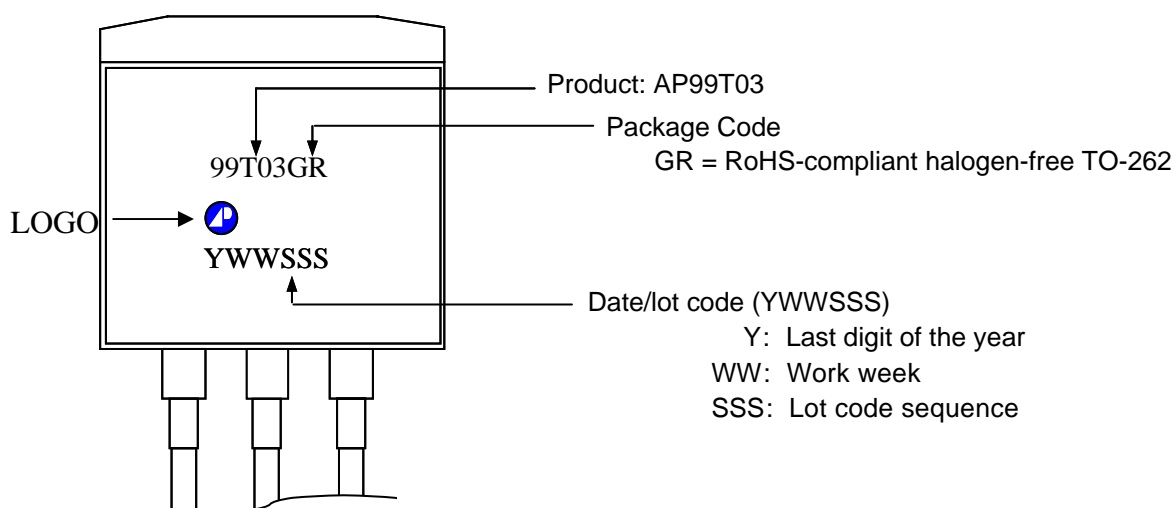 Product: AP99T03
Package Code
GR = RoHS-compliant halogen-free TO-262
99T03GR
LOGO
AP
YWWSSS
Date/lot code (YWWSSS)
Y: Last digit of the year
WW: Work week
SSS: Lot code sequence